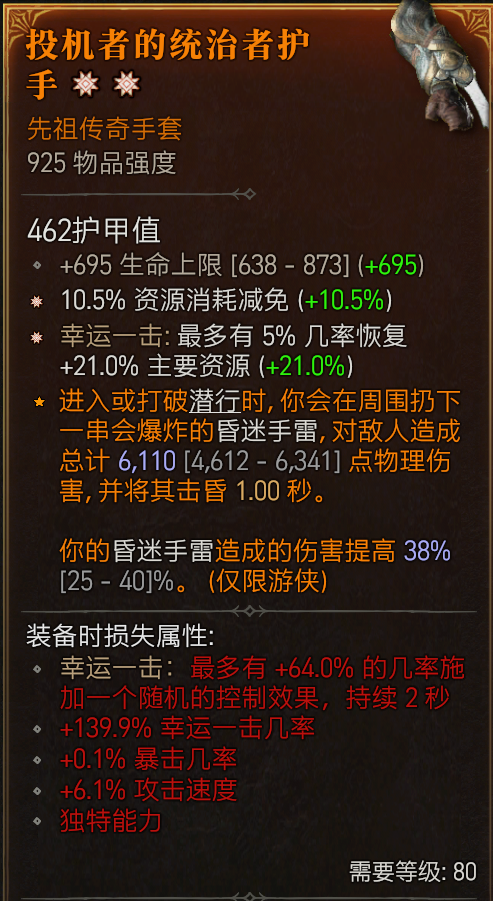 投机者的统治者护
手
先祖传奇手套
925 物品强度
462护甲值
+695 生命上限 [638 - 873] (+695)
10.5% 资源消耗减免 (+10.5%)
幸运一击: 最多有 5% 几率恢复
+21.0% 主要资源 (+21.0%)
进入或打破潜行时, 你会在周围扔下
一串会爆炸的昏迷手雷, 对敌人造成
总计 6,110 [4,612 - 6,341] 点物理伤
害, 并将其击昏 1.00 秒。
你的昏迷手雷造成的伤害提高 38%
[25 - 40]%。 (仅限游侠)
装备时损失属性:
幸运一击： 最多有 +64.0% 的几率施
加一个随机的控制效果，持续 2 秒
+139.9% 幸运一击几率
+0.1% 暴击几率
+6.1% 攻击速度
独特能力
需要等级: 80